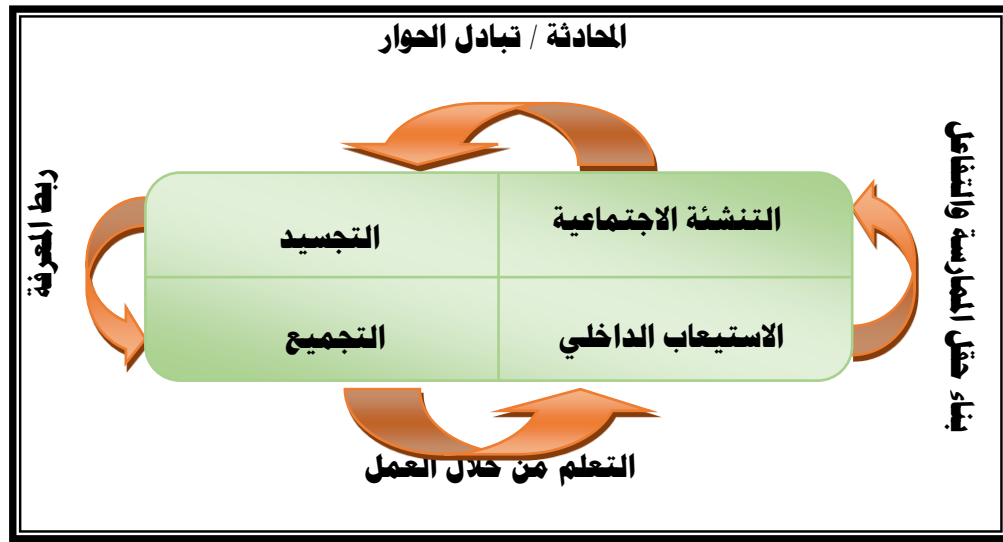 المحادثة / تبادل الحوار
بناء حقل الممارسة والتفاعل
التنشئة الاجتماعية
التجسيد
ربط المعرفة
الاستيعاب الداخلي
التجميع
التعلم من خلال العمل